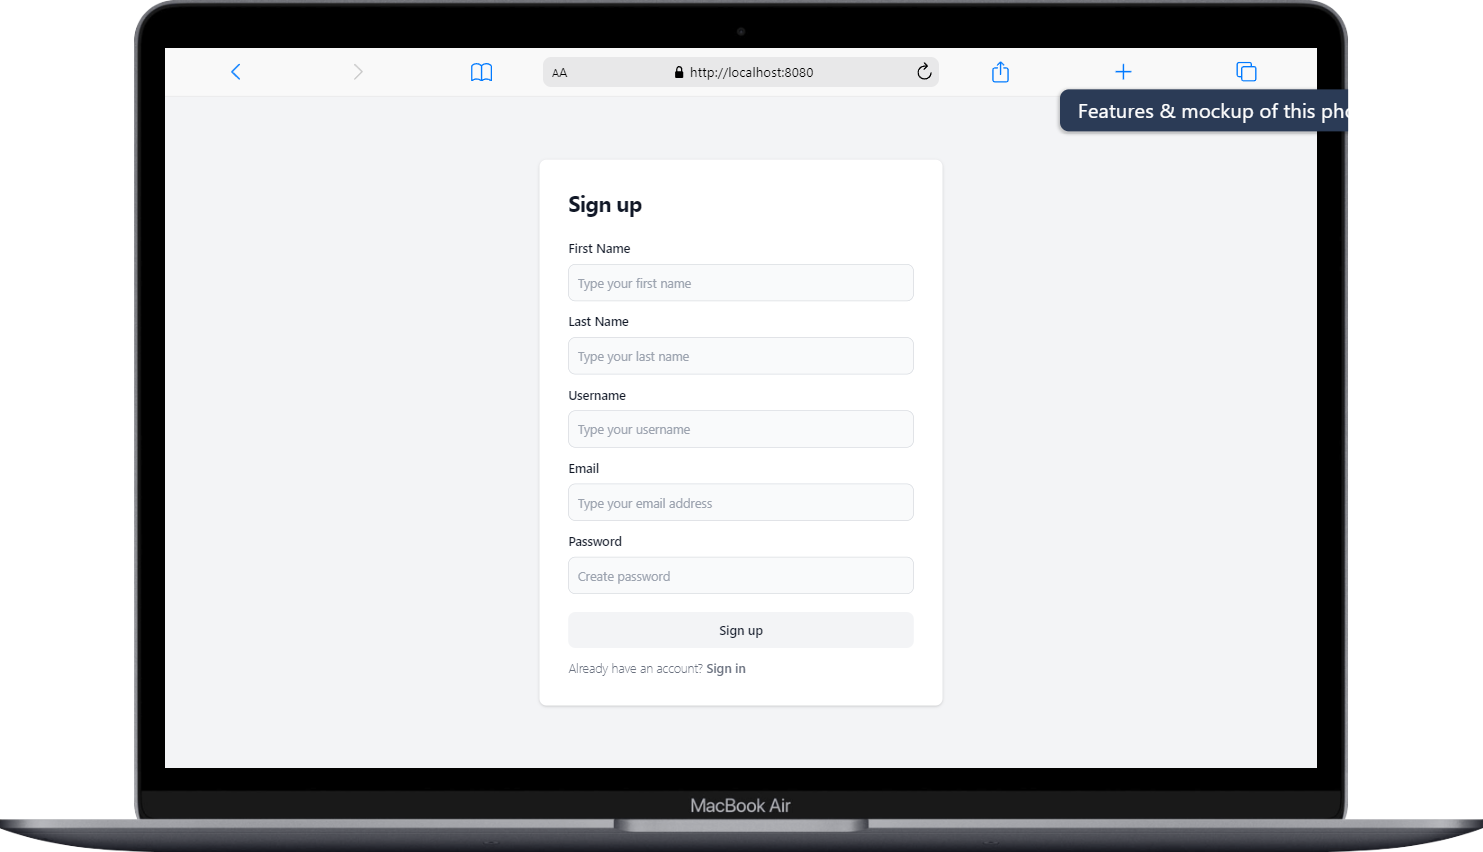 AA
http://localhost:8080
Features & mockup of this
Sign up
First Name
Type your first name
Last Name
Type your last name
Username
Type your username
Email
Type your email address
Password
Create password
Sign up
Already have an account? Sign in
MacBook Air